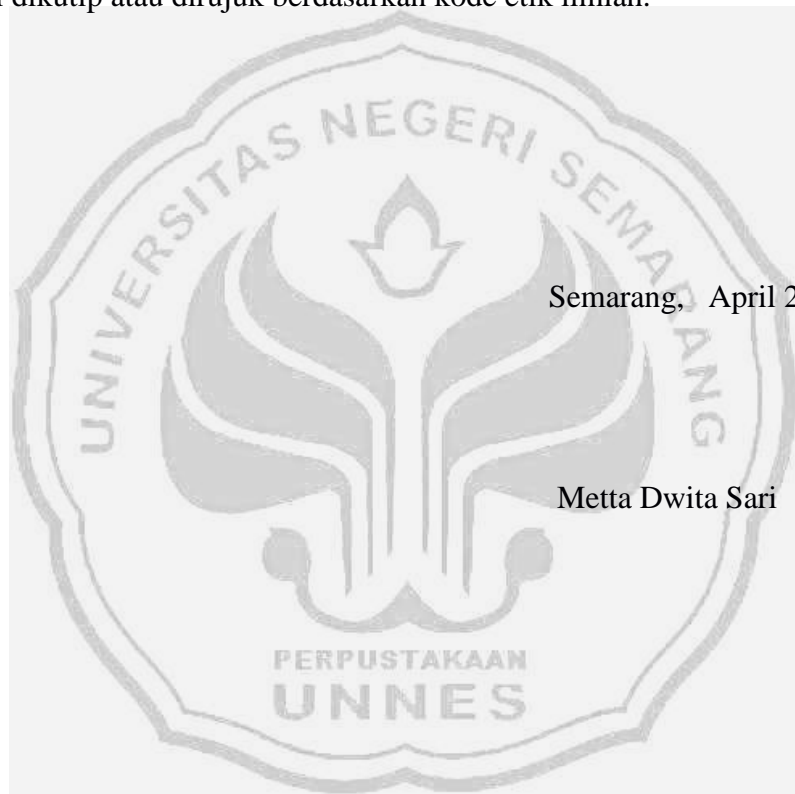 dikutip atau dirujuk berdasarkan kode etik ilmiah.
UNIVERSITAS NEGERI SEMARANG
Semarang, April 2
Metta Dwita Sari
PERPUSTAKAAN
UNNES